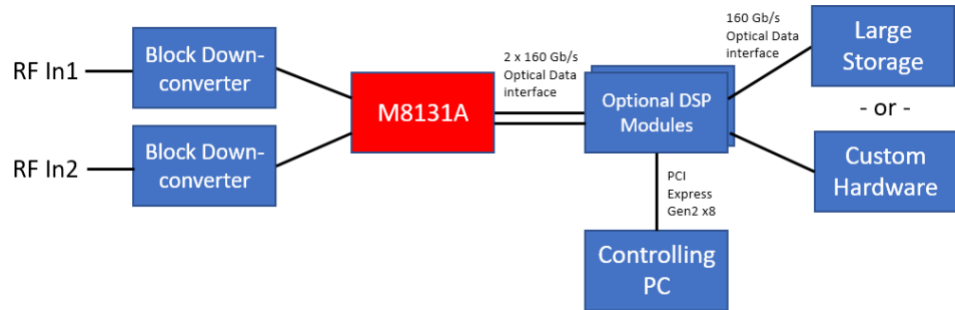 RF In1
Block Down-
converter
RF In2
Block Down-
converter
M8131A
2 x 160 Gb/s
Optical Data
interface
Optional DSP
Modules
PCI
Express
Gen2 x8
Controlling
PC
160 Gb/s
Optical Data
interface
Large
Storage
- or -
Custom
Hardware